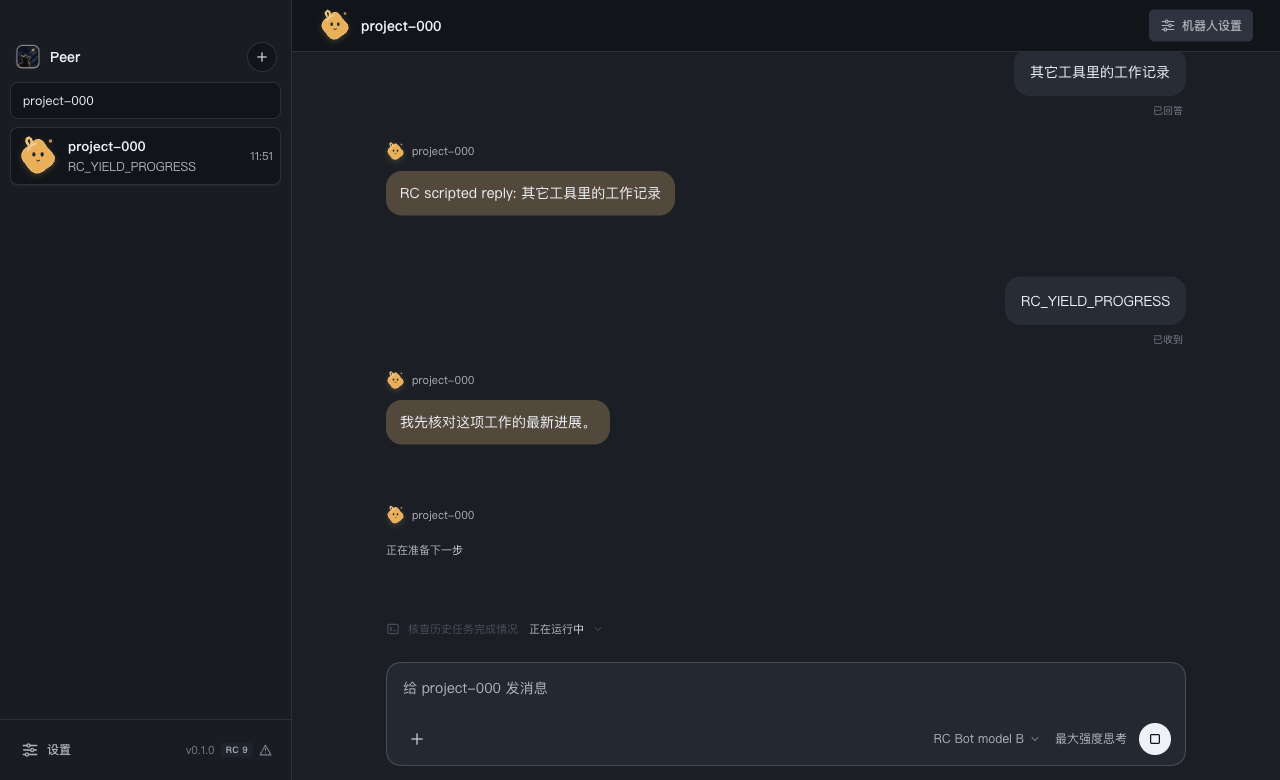 Peer
project-000
project-000
RC_YIELD_PROGRESS
11:51
设置
v0.1.0
RC 9
project-000
机器人设置
其它工具里的工作记录
已回答
project-000
RC scripted reply: 其它工具里的工作记录
RC_YIELD_PROGRESS
已收到
project-000
我先核对这项工作的最新进展。
project-000
正在准备下一步
核查历史任务完成情况 正在运行中
给 project-000 发消息
RC Bot model B
最大强度思考